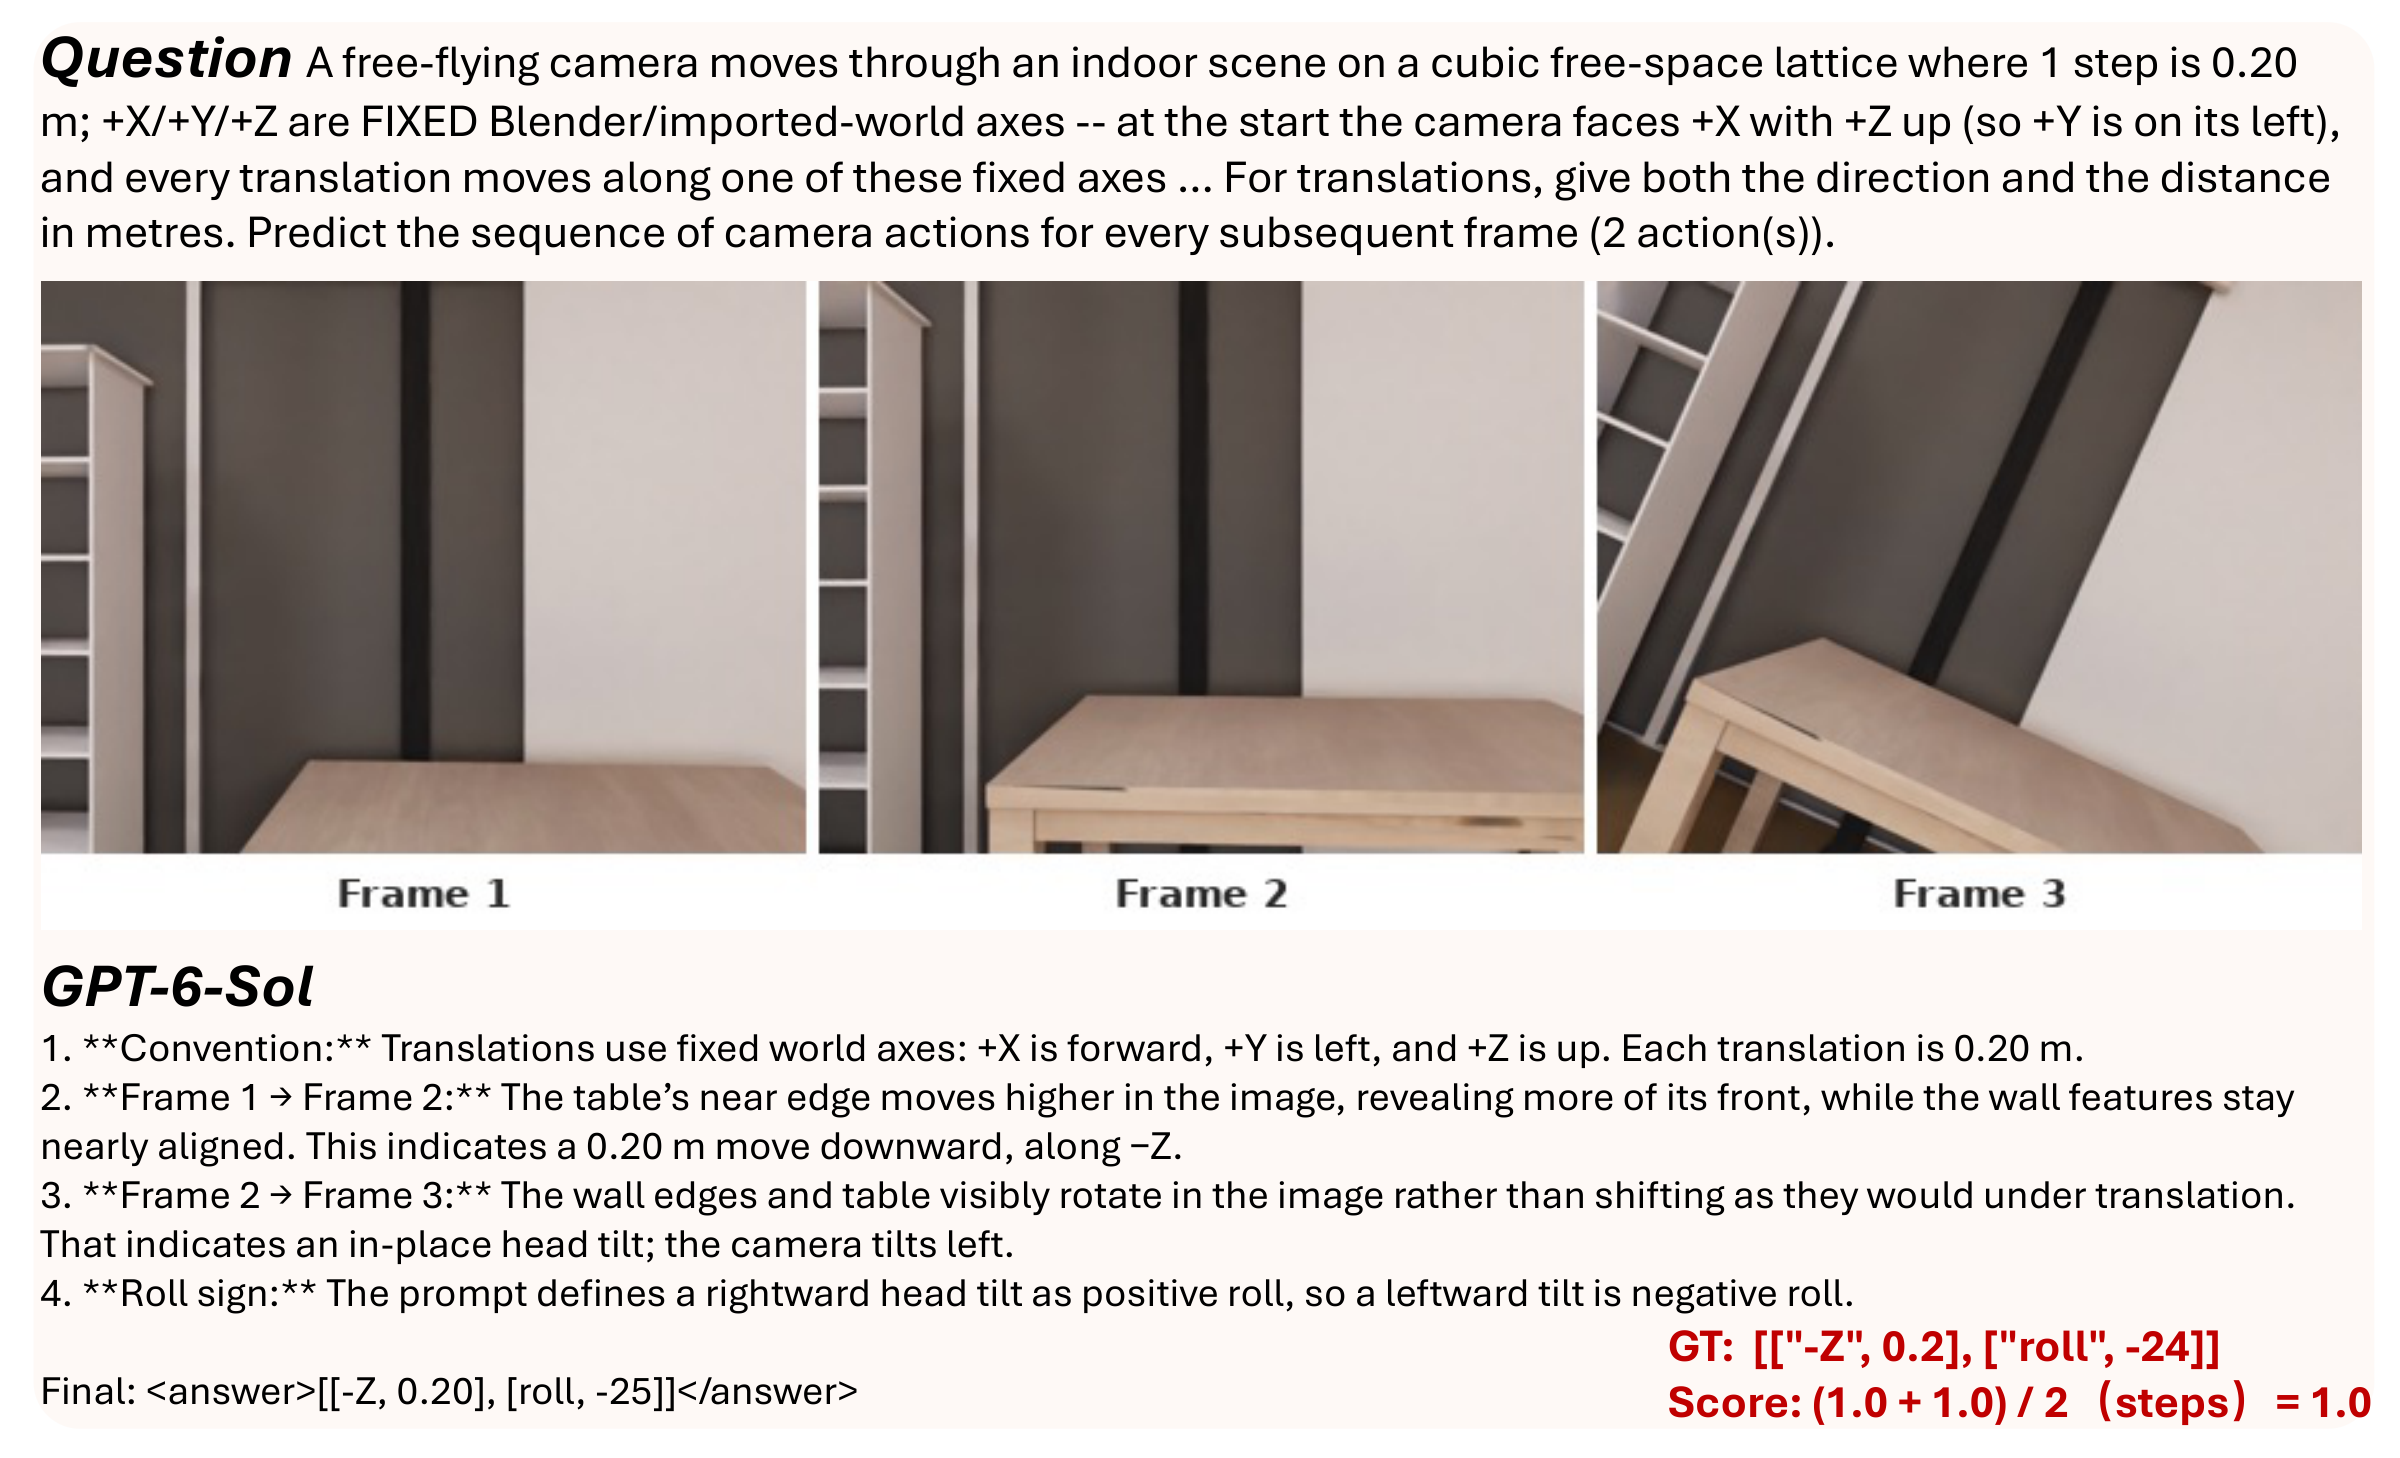 Question A free-flying camera moves through an indoor scene on a cubic free-space lattice where 1 step is 0.20
m; +X/+Y/+Z are FIXED Blender/imported-world axes -- at the start the camera faces +X with +Z up (so +Y is on its left),
and every translation moves along one of these fixed axes ... For translations, give both the direction and the distance
in metres. Predict the sequence of camera actions for every subsequent frame (2 action(s)).
Frame 1
Frame 2
Frame 3
GPT-6-Sol
1. **Convention:** Translations use fixed world axes: +X is forward, +Y is left, and +Z is up. Each translation is 0.20 m.
2. **Frame 1 → Frame 2:** The table's near edge moves higher in the image, revealing more of its front, while the wall features stay
nearly aligned. This indicates a 0.20 m move downward, along −Z.
3. **Frame 2 → Frame 3:** The wall edges and table visibly rotate in the image rather than shifting as they would under translation.
That indicates an in-place head tilt; the camera tilts left.
4. **Roll sign:** The prompt defines a rightward head tilt as positive roll, so a leftward tilt is negative roll.
GT: [["-Z", 0.2], ["roll", -24]]
Final: <answer>[[-Z, 0.20], [roll, -25]]</answer>
Score: (1.0 + 1.0) / 2 （steps） = 1.0